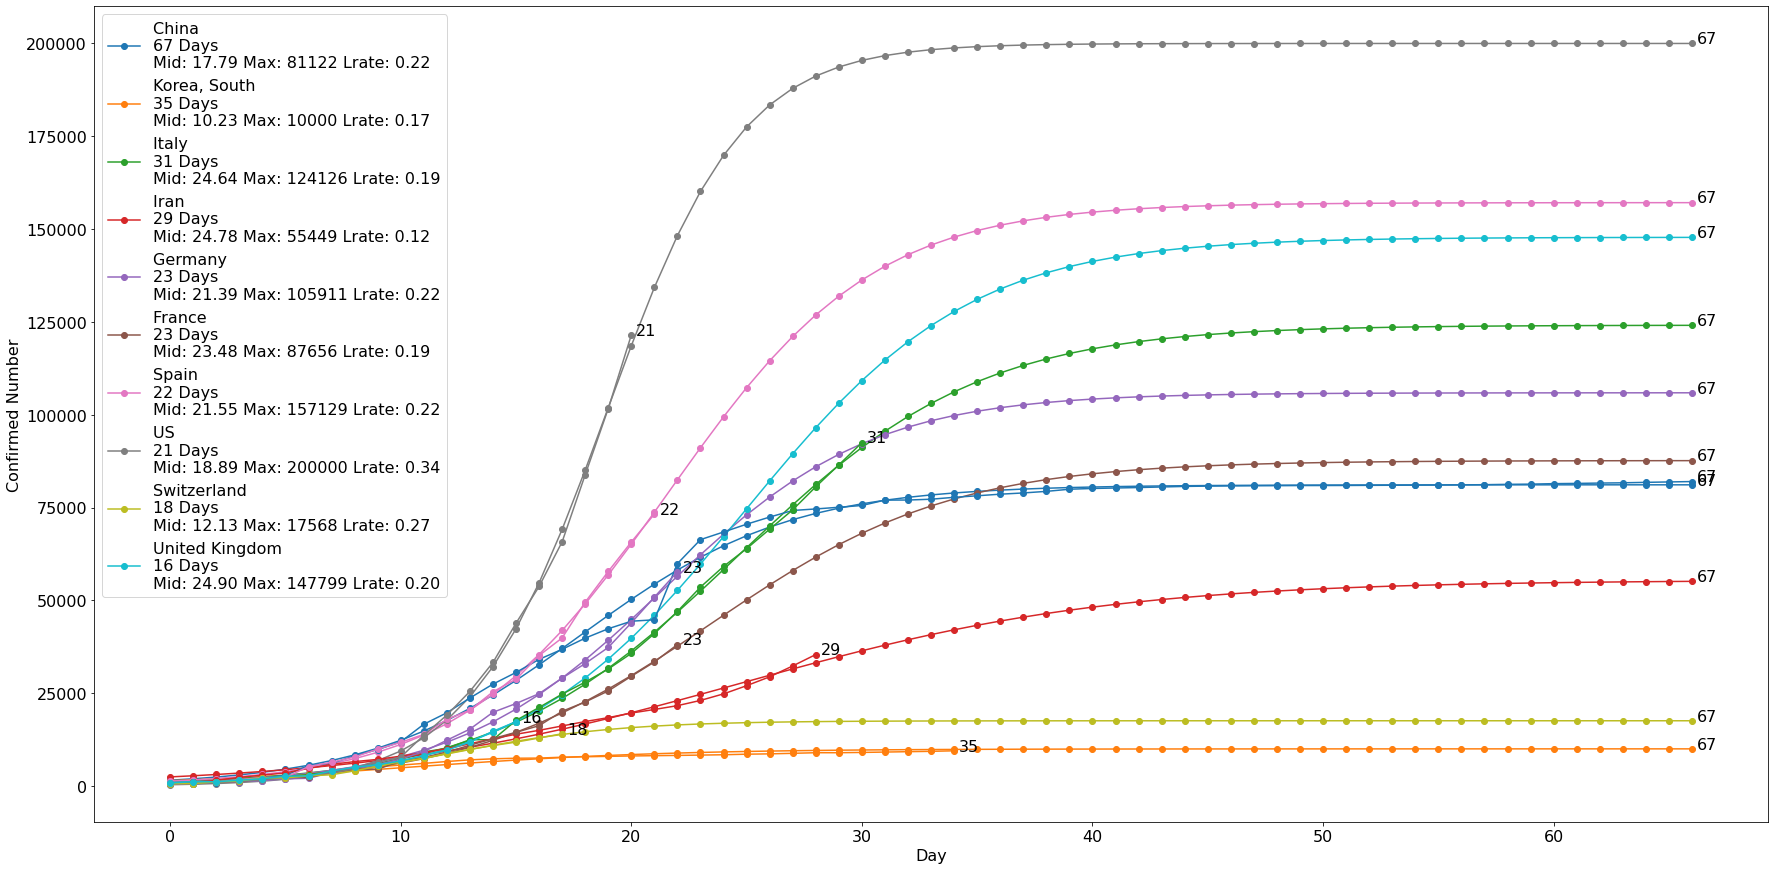 China
67 Days
Mid: 17.79 Max: 81122 Lrate: 0.22
Korea, South
35 Days
Mid: 10.23 Max: 10000 Lrate: 0.17
Italy
31 Days
Mid: 24.64 Max: 124126 Lrate: 0.19
Iran
29 Days
Mid: 24.78 Max: 55449 Lrate: 0.12
Germany
23 Days
Mid: 21.39 Max: 105911 Lrate: 0.22
France
23 Days
Mid: 23.48 Max: 87656 Lrate: 0.19
Spain
22 Days
Mid: 21.55 Max: 157129 Lrate: 0.22
US
21 Days
Mid: 18.89 Max: 200000 Lrate: 0.34
Switzerland
18 Days
Mid: 12.13 Max: 17568 Lrate: 0.27
United Kingdom
16 Days
Mid: 24.90 Max: 147799 Lrate: 0.20
Confirmed Number
200000
175000
150000
125000
100000
75000
50000
25000
0
67
67
67
21
67
67
31
67
67
67
22
23
67
23
29
16
18
67
35
67
0
10
20
30
40
50
60
Day